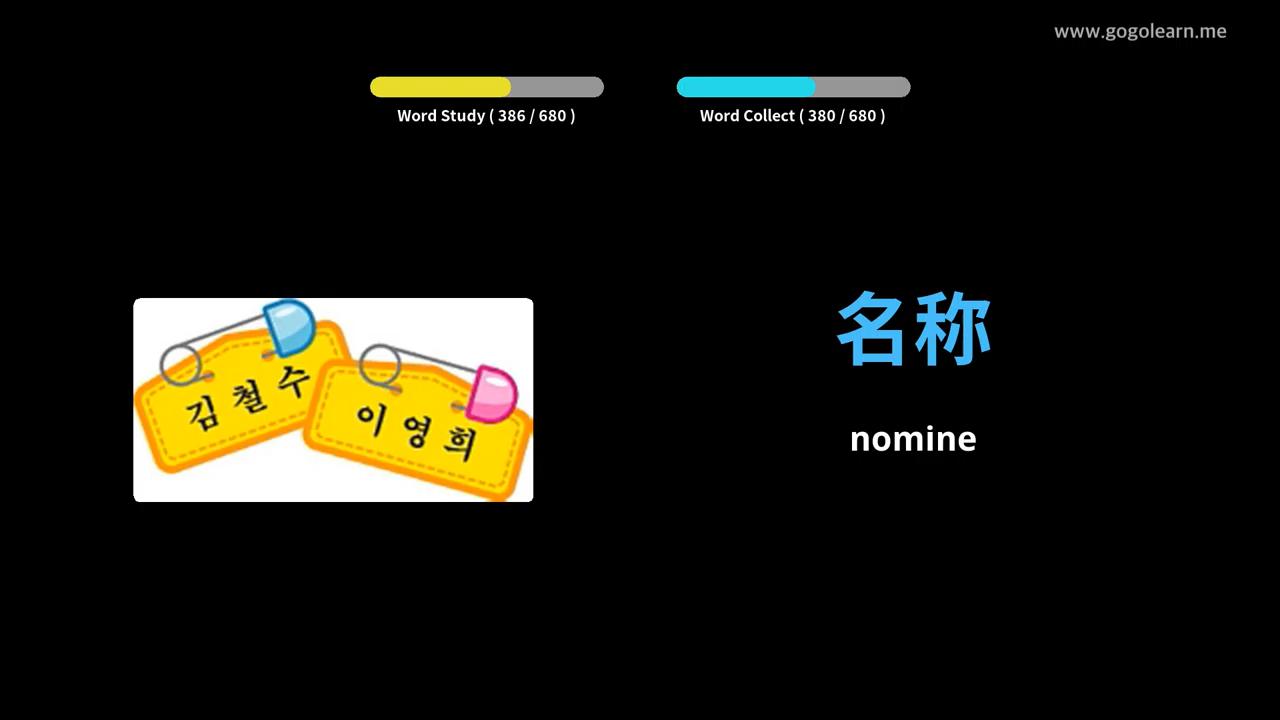 www.gogolearn.me
Word Study ( 386 / 680 )
Word Collect ( 380 / 680 )
김철수
이영희
名称
nomine